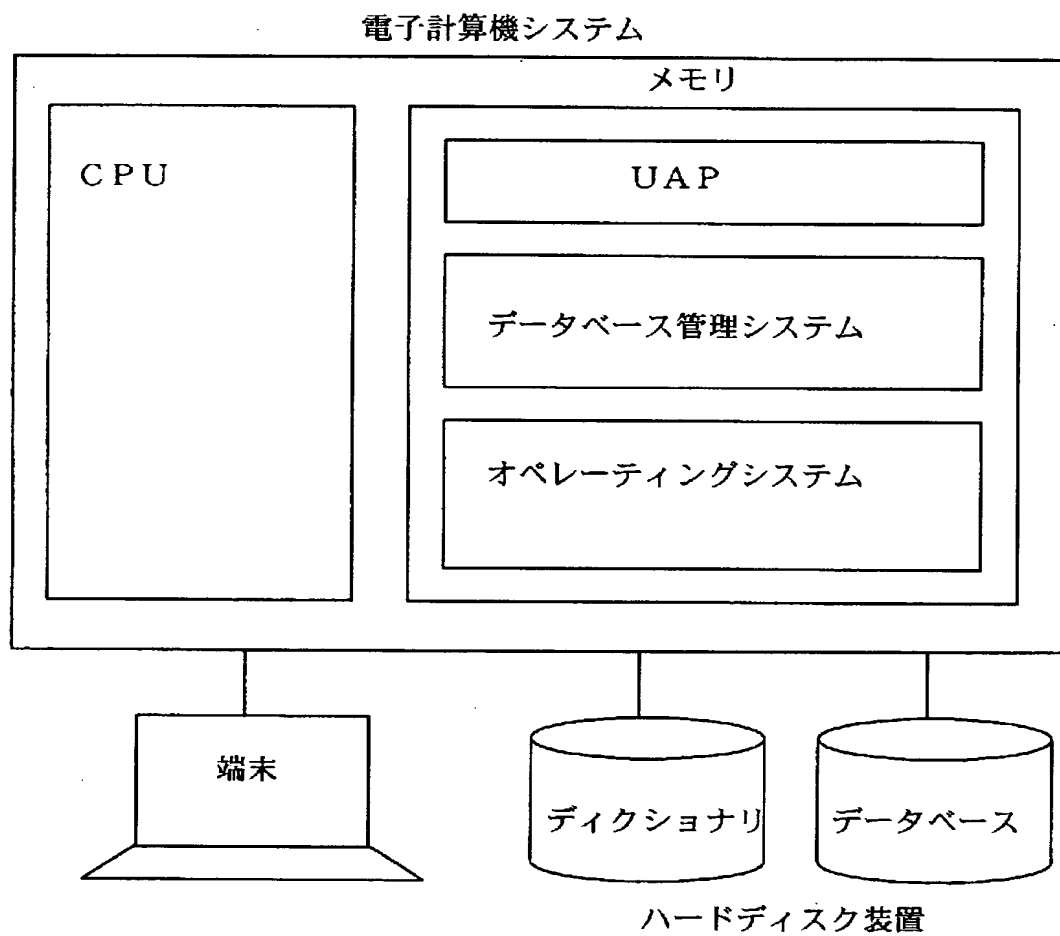 電子計算機システム
メモリ
CPU
UAP
データベース管理システム
オペレーティングシステム
端末
ディクショナリ
データベース
ハードディスク装置